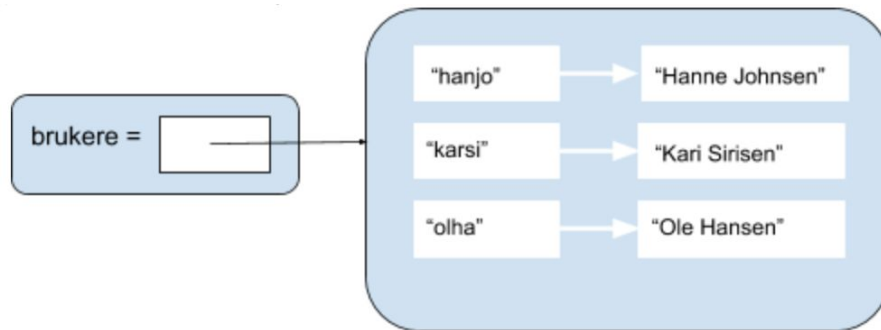 brukere =
“hanjo” “Hanne Johnsen”
“karsi” “Kari Sirisen”
“olha” “Ole Hansen”